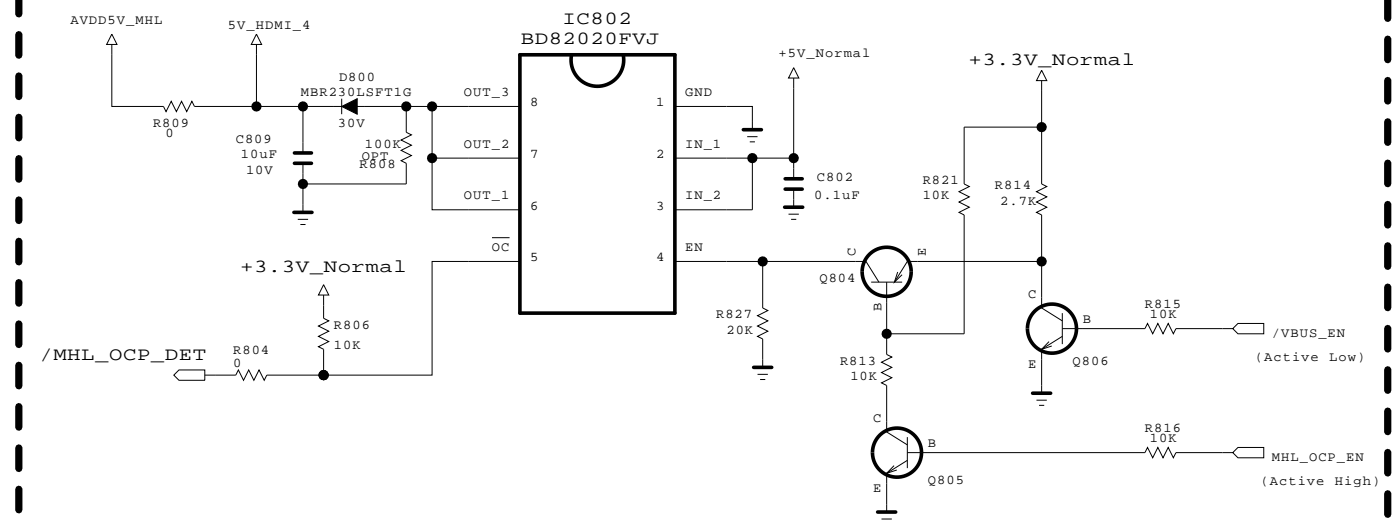 AVDD5V_MHL
5V_HDMI_4
IC802
BD82020FVJ
+5V_Normal
+3.3V_Normal
D800
MBR230LSFT1G
30V
R809
0
C809
10uF
10V
100K
OPT
R808
OUT_3
8
OUT_2
7
OUT_1
6
OC
5
1
GND
2
IN_1
3
IN_2
4
EN
C802
0.1uF
R821
10K
R814
2.7K
+3.3V_Normal
R806
10K
/MHL_OCP_DET
R804
0
R827
20K
C
E
Q804
B
R813
10K
C
B
E
Q806
R815
10K
/VBUS_EN
(Active Low)
C
B
E
Q805
R816
10K
MHL_OCP_EN
(Active High)